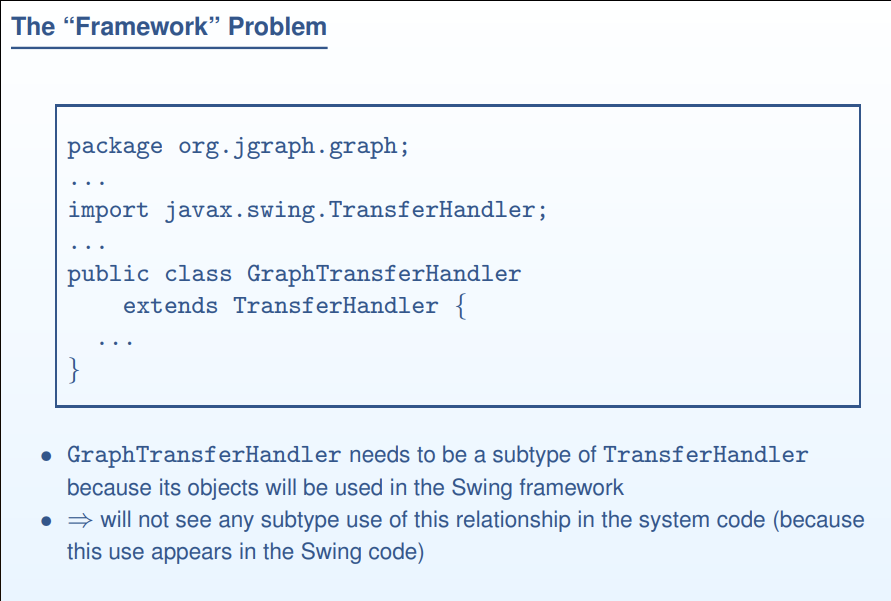 The “Framework” Problem
package org.jgraph.graph;
...
import javax.swing.TransferHandler;
...
public class GraphTransferHandler
extends TransferHandler {
...
}
• GraphTransferHandler needs to be a subtype of TransferHandler
because its objects will be used in the Swing framework
• ⇒ will not see any subtype use of this relationship in the system code (because
this use appears in the Swing code)